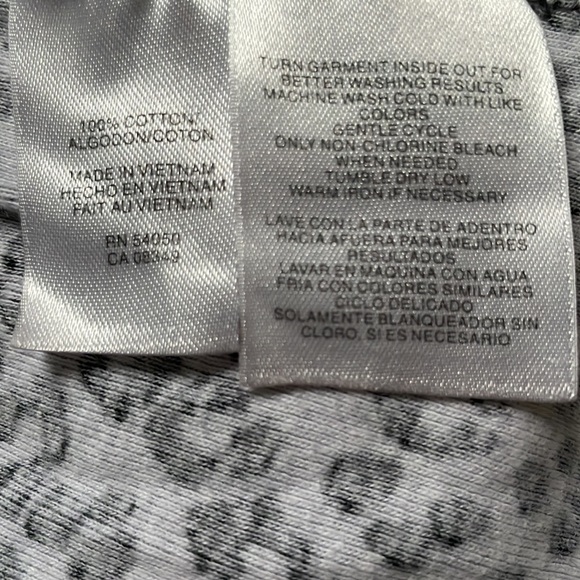 100% COTTON/
ALGODON/COTON
MADE IN VIETNAM
HECHO EN VIETNAM
FAIT AU VIETNAM
RN 54050
CA 08349
TURN GARMENT INSIDE OUT FOR
BETTER WASHING RESULTS
MACHINE WASH COLD WITH LIKE
COLORS
GENTLE CYCLE
ONLY NON-CHLORINE BLEACH
WHEN NEEDED
TUMBLE DRY LOW
WARM IRON IF NECESSARY
LAVE CON LA PARTE DE ADENTRO
HACIA AFUERA PARA MEJORES
RESULTADOS
LAVAR EN MAQUINA CON AGUA
FRIA CON COLORES SIMILARES
CICLO DELICADO
SOLAMENTE BLANQUEADOR SIN
CLORO, SI ES NECESARIO